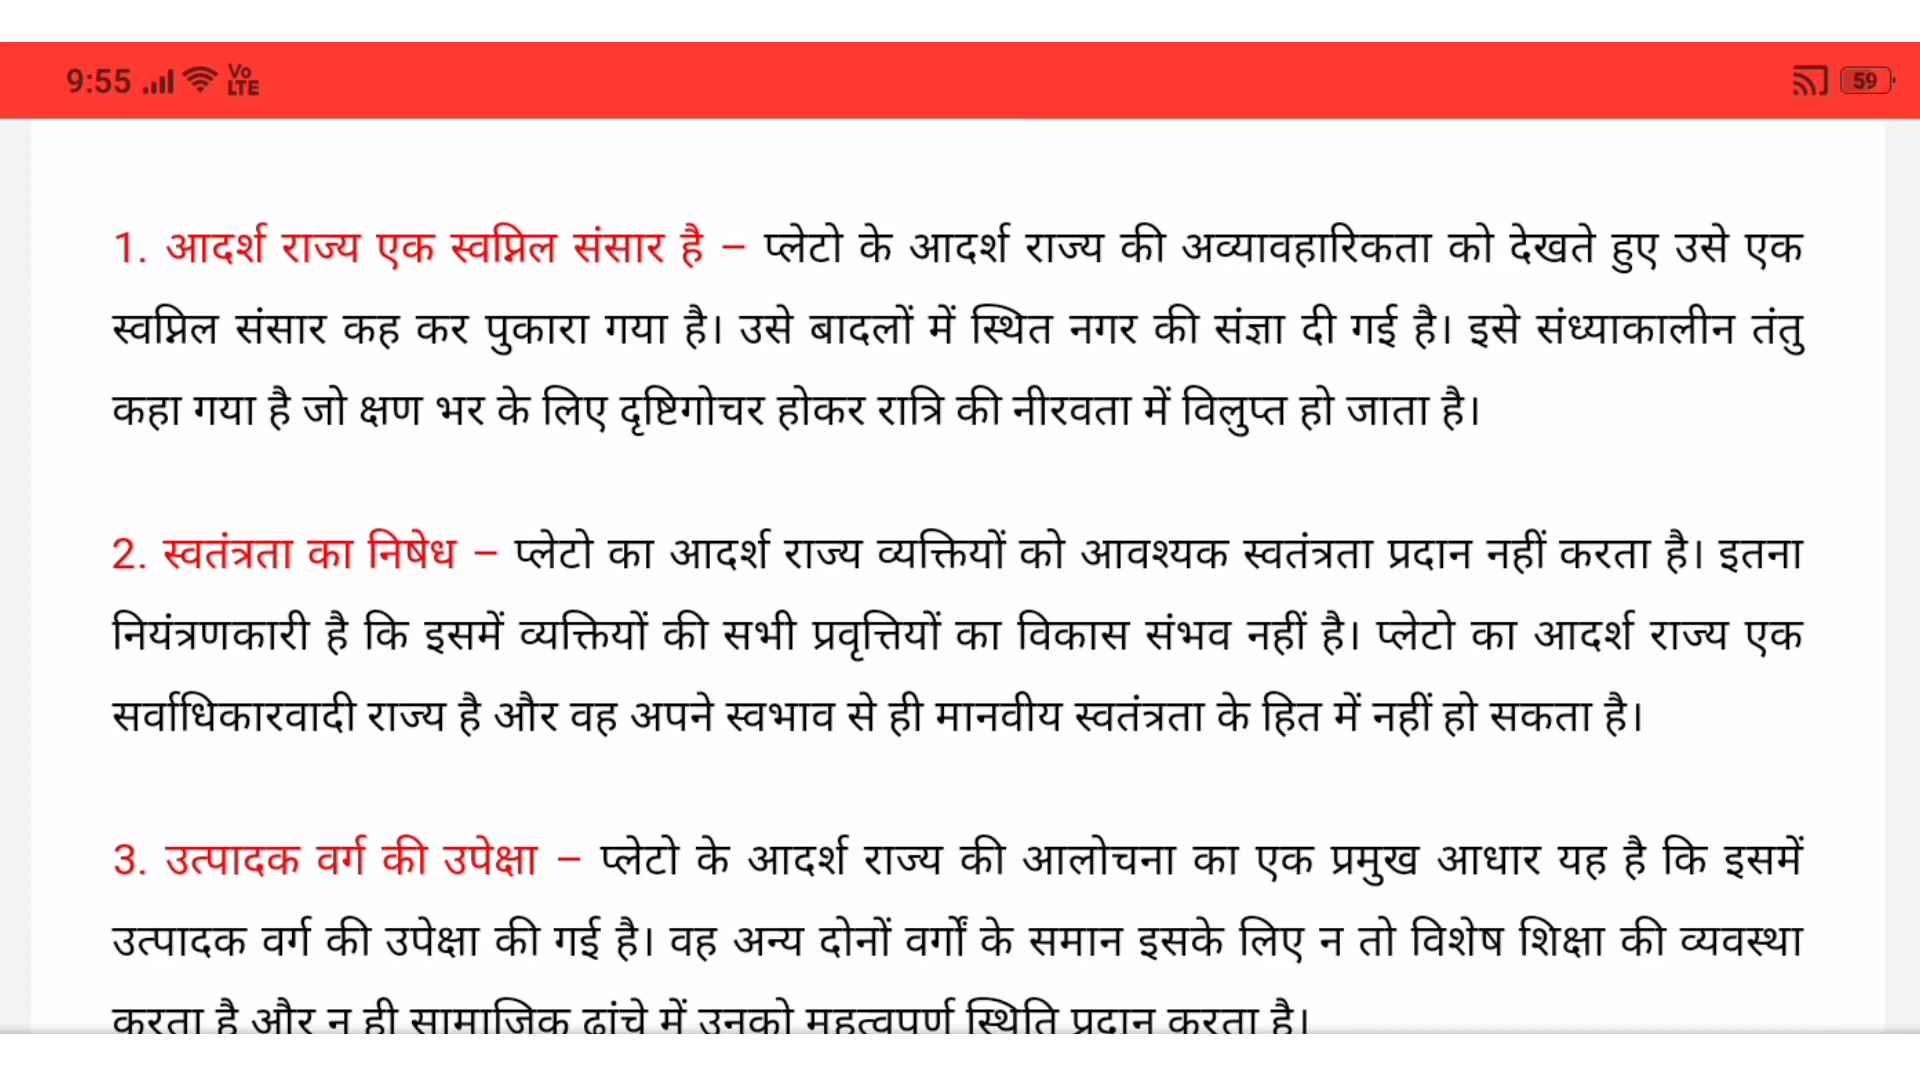 9:55 Vo LTE 59
1. आदर्श राज्य एक स्वप्निल संसार है – प्लेटो के आदर्श राज्य की अव्यावहारिकता को देखते हुए उसे एक
स्वप्निल संसार कह कर पुकारा गया है। उसे बादलों में स्थित नगर की संज्ञा दी गई है। इसे संध्याकालीन तंतु
कहा गया है जो क्षण भर के लिए दृष्टिगोचर होकर रात्रि की नीरवता में विलुप्त हो जाता है।
2. स्वतंत्रता का निषेध – प्लेटो का आदर्श राज्य व्यक्तियों को आवश्यक स्वतंत्रता प्रदान नहीं करता है। इतना
नियंत्रणकारी है कि इसमें व्यक्तियों की सभी प्रवृत्तियों का विकास संभव नहीं है। प्लेटो का आदर्श राज्य एक
सर्वाधिकारवादी राज्य है और वह अपने स्वभाव से ही मानवीय स्वतंत्रता के हित में नहीं हो सकता है।
3. उत्पादक वर्ग की उपेक्षा – प्लेटो के आदर्श राज्य की आलोचना का एक प्रमुख आधार यह है कि इसमें
उत्पादक वर्ग की उपेक्षा की गई है। वह अन्य दोनों वर्गों के समान इसके लिए न तो विशेष शिक्षा की व्यवस्था
करता है और न ही सामाजिक ढांचे में उनको महत्वपूर्ण स्थिति प्रदान करता है।